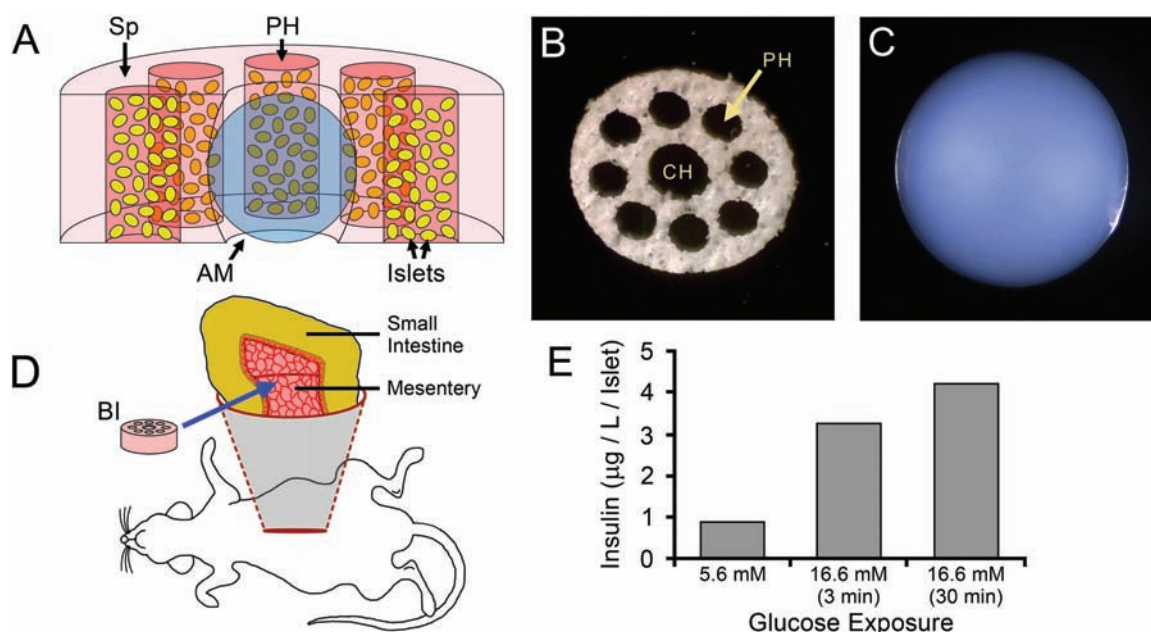 A
Sp
PH
AM
Islets
B
PH
CH
C
D
Small
Intestine
Mesentery
BI
E
Insulin (µg / L / Islet)
5
4
3
2
1
0
5.6 mM
16.6 mM
(3 min)
16.6 mM
(30 min)
Glucose Exposure